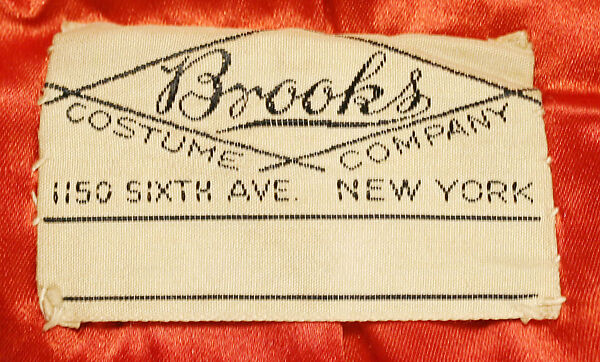 Brooks
COSTUME COMPANY
1150 SIXTH AVE. NEW YORK